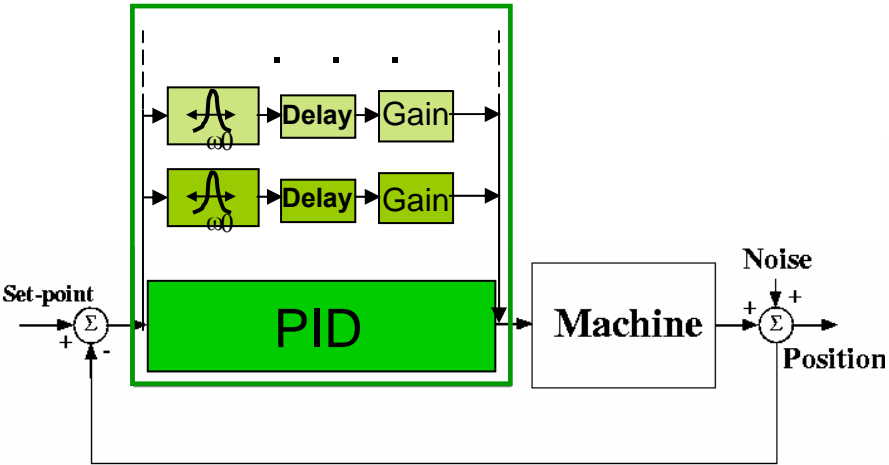 . . .
Delay
Gain
ω0
Delay
Gain
ω0
Noise
Set-point
PID
Machine
+
+
Σ
Σ
+
-
Position